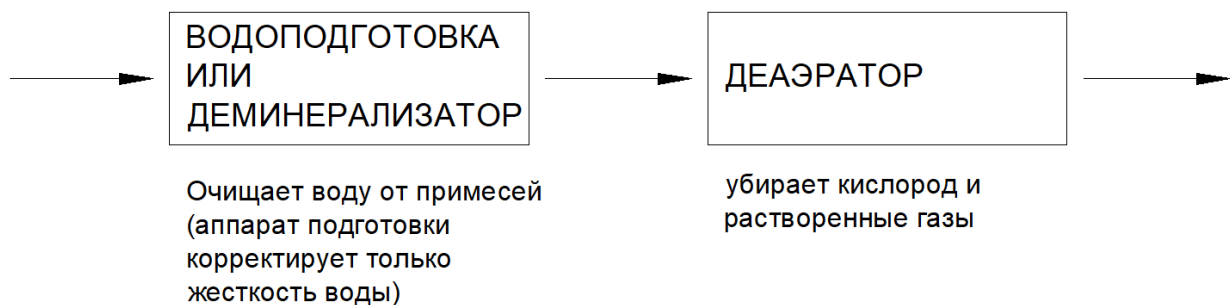 ВОДОПОДГОТОВКА
ИЛИ
ДЕМИНЕРАЛИЗАТОР
Очищает воду от примесей
(аппарат подготовки
корректирует только
жесткость воды)
ДЕАЭРАТОР
убирает кислород и
растворенные газы